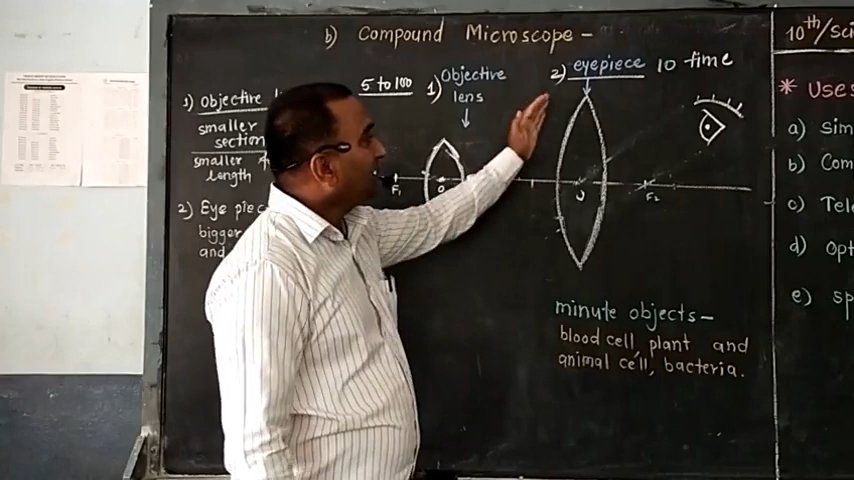 b) Compound Microscope -
1) Objective
smaller
section
smaller
length
2) Eye
bigger
and
5 to 100
1) Objective
lens
2) eyepiece 10 time
F₁
O
F₂
minute objects-
blood cell, plant and
animal cell, bacteria.
10th/Sci
* Uses
a) Sim
b) Com
c) Tele
d) opt
e) sp